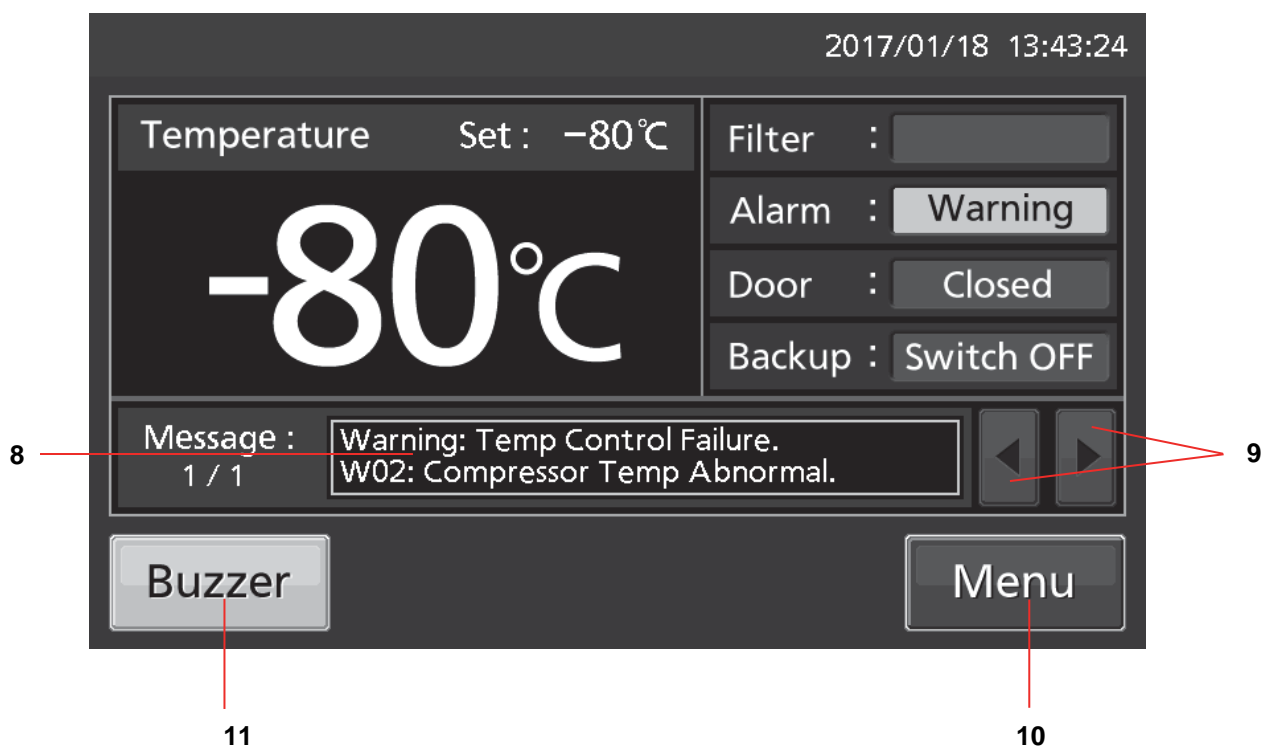 2017/01/18 13:43:24
Temperature Set : −80℃
-80℃
Filter :
Alarm : Warning
Door : Closed
Backup : Switch OFF
Message :
1 / 1
Warning: Temp Control Failure.
W02: Compressor Temp Abnormal.
8
9
Buzzer
Menu
11
10